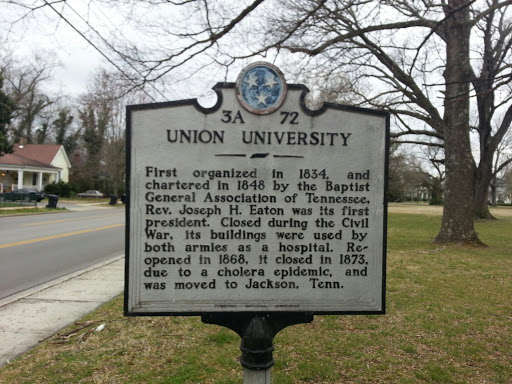 3A 72
UNION UNIVERSITY
First organized in 1834, and
chartered in 1848 by the Baptist
General Association of Tennessee,
Rev. Joseph H. Eaton was its first
president. Closed during the Civil
War, its buildings were used by
both armies as a hospital. Re-
opened in 1868, it closed in 1873,
due to a cholera epidemic, and
was moved to Jackson, Tenn.